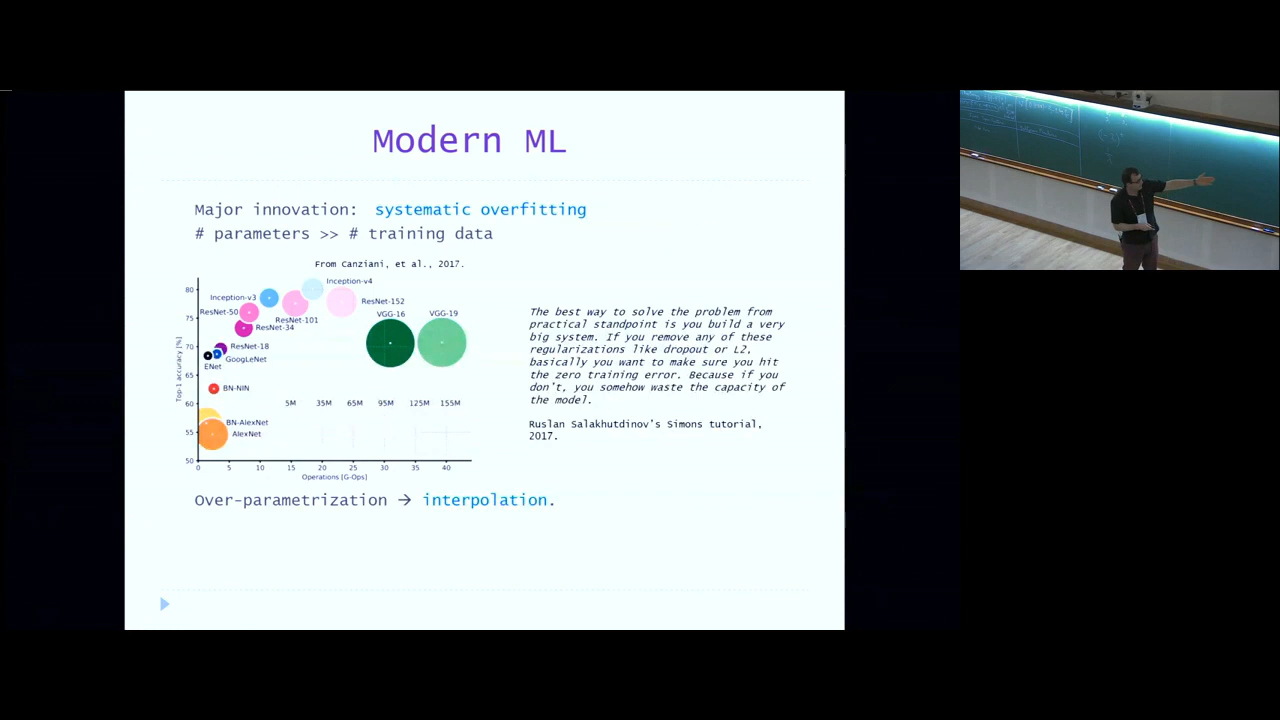 Modern ML
Major innovation: systematic overfitting
# parameters >> # training data
From Canziani, et al., 2017.
Inception-v4
Inception-v3
ResNet-152
ResNet-50
VGG-16
VGG-19
ResNet-101
ResNet-34
ResNet-18
GoogLeNet
ENet
BN-NIN
5M 35M 65M 95M 125M 155M
BN-AlexNet
AlexNet
Top-1 accuracy [%]
80
75
70
65
60
55
50
0 5 10 15 20 25 30 35 40
Operations [G-Ops]
The best way to solve the problem from
practical standpoint is you build a very
big system. If you remove any of these
regularizations like dropout or L2,
basically you want to make sure you hit
the zero training error. Because if you
don't, you somehow waste the capacity of
the model.
Ruslan Salakhutdinov's Simons tutorial,
2017.
Over-parametrization → interpolation.